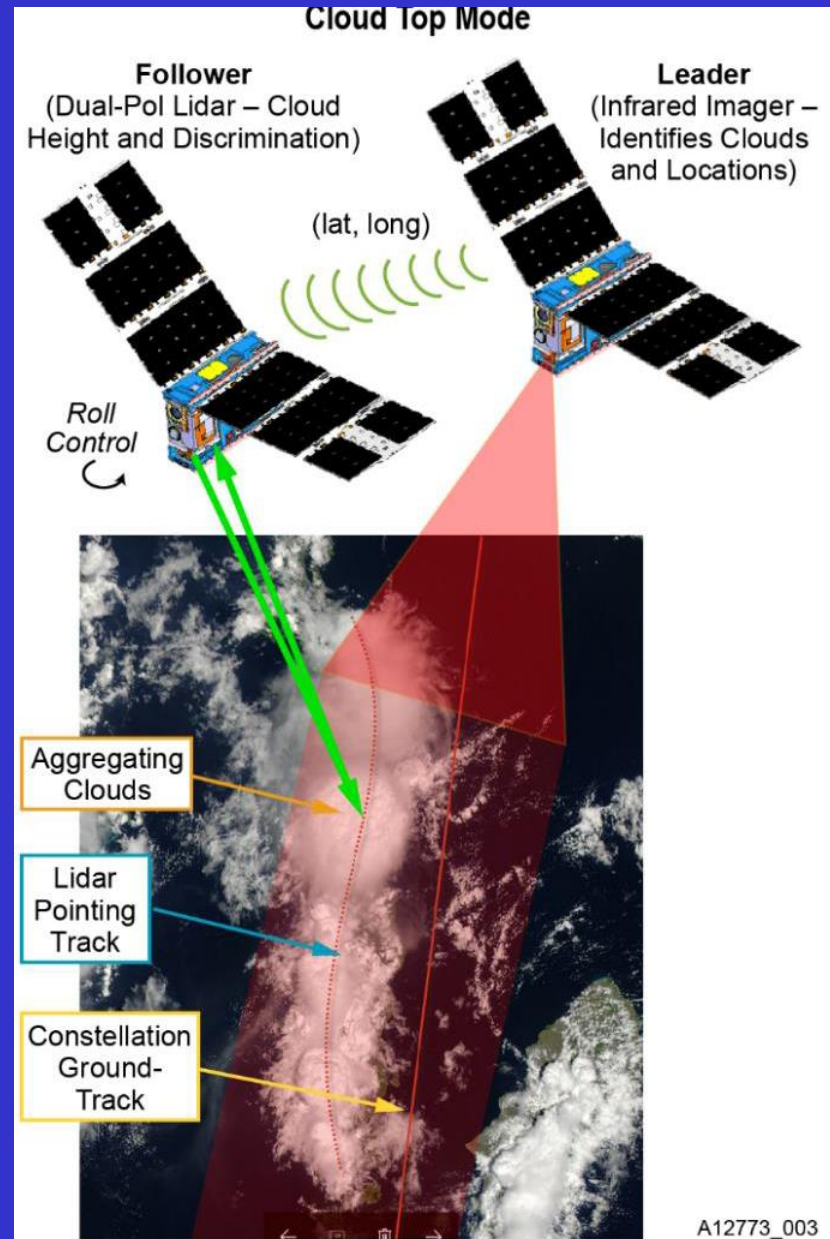 Cloud Top Mode
Follower
(Dual-Pol Lidar – Cloud
Height and Discrimination)
Leader
(Infrared Imager –
Identifies Clouds
and Locations)
(lat, long)
Roll
Control
Aggregating
Clouds
Lidar
Pointing
Track
Constellation
Ground-
Track
A12773_003